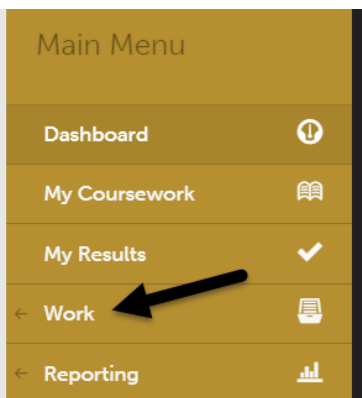 Main Menu
Dashboard
My Coursework
My Results
Work
Reporting